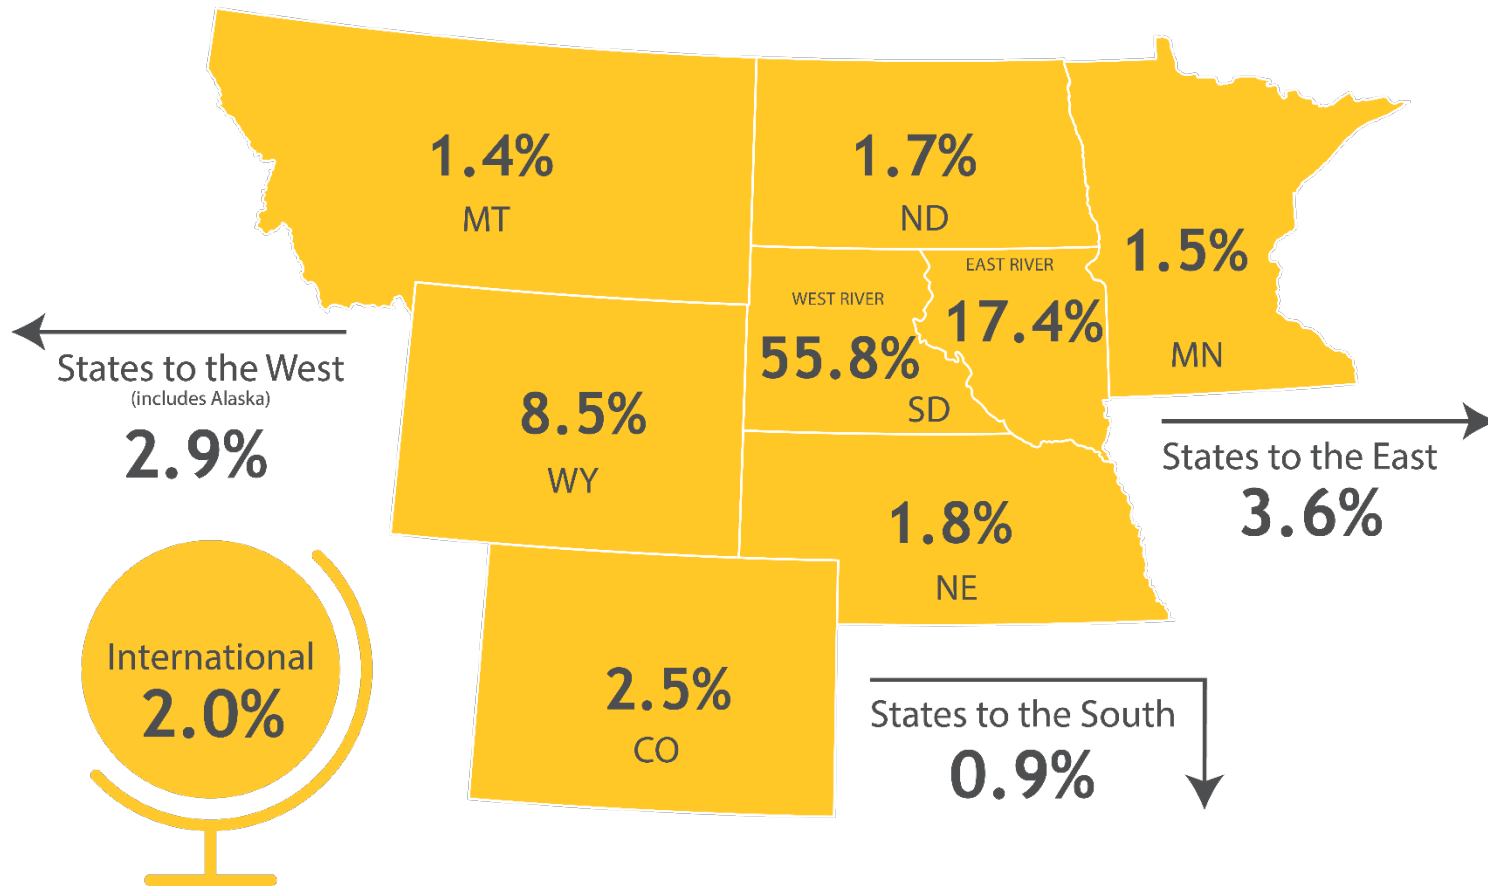 1.4%
MT
1.7%
ND
1.5%
MN
EAST RIVER
17.4%
WEST RIVER
55.8%
SD
States to the West
(includes Alaska)
2.9%
8.5%
WY
States to the East
3.6%
1.8%
NE
International
2.0%
2.5%
CO
States to the South
0.9%